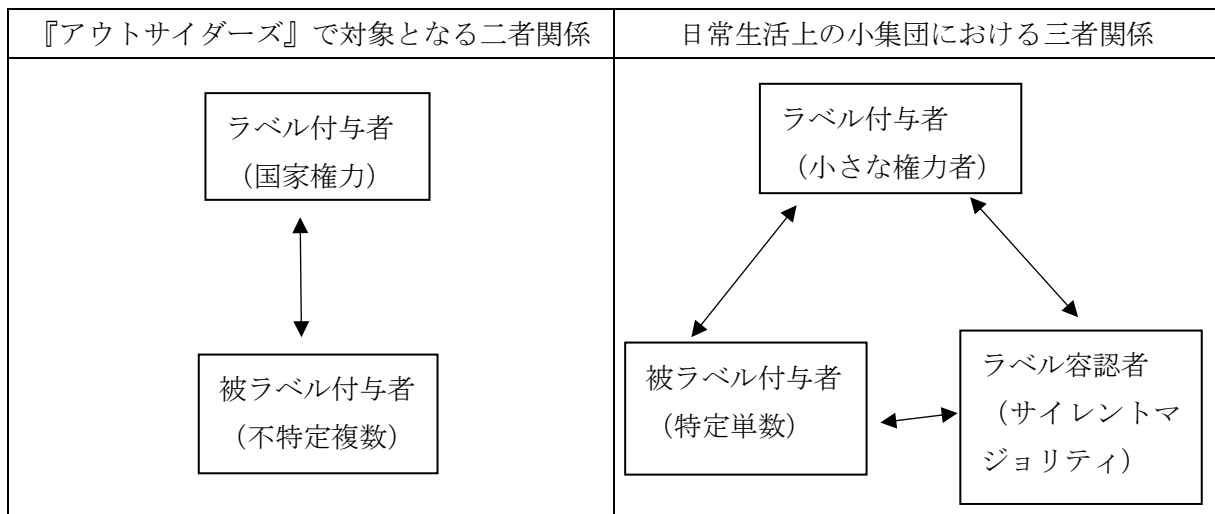 『アウトサイダーズ』で対象となる二者関係
日常生活上の小集団における三者関係
ラベル付与者
（国家権力）
被ラベル付与者
（不特定複数）
ラベル付与者
（小さな権力者）
被ラベル付与者
（特定単数）
ラベル容認者
（サイレントマ
ジョリティ）